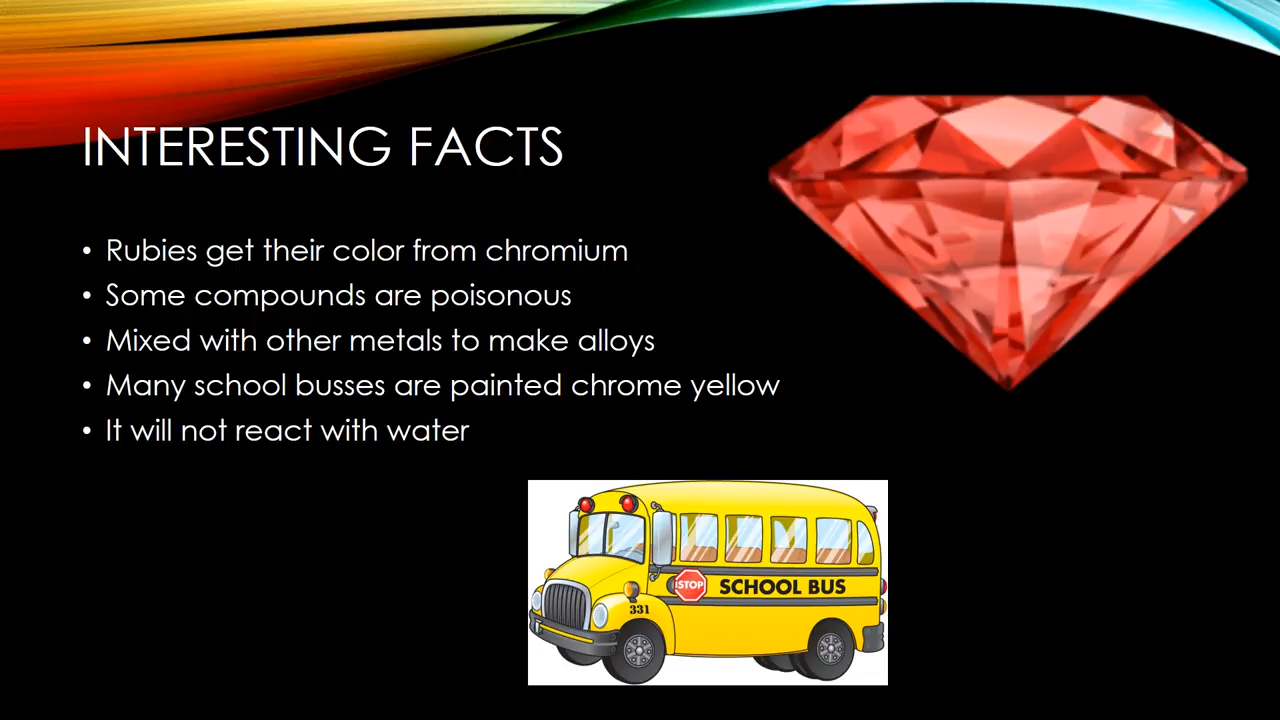 INTERESTING FACTS
• Rubies get their color from chromium
• Some compounds are poisonous
• Mixed with other metals to make alloys
• Many school busses are painted chrome yellow
• It will not react with water
STOP SCHOOL BUS
331